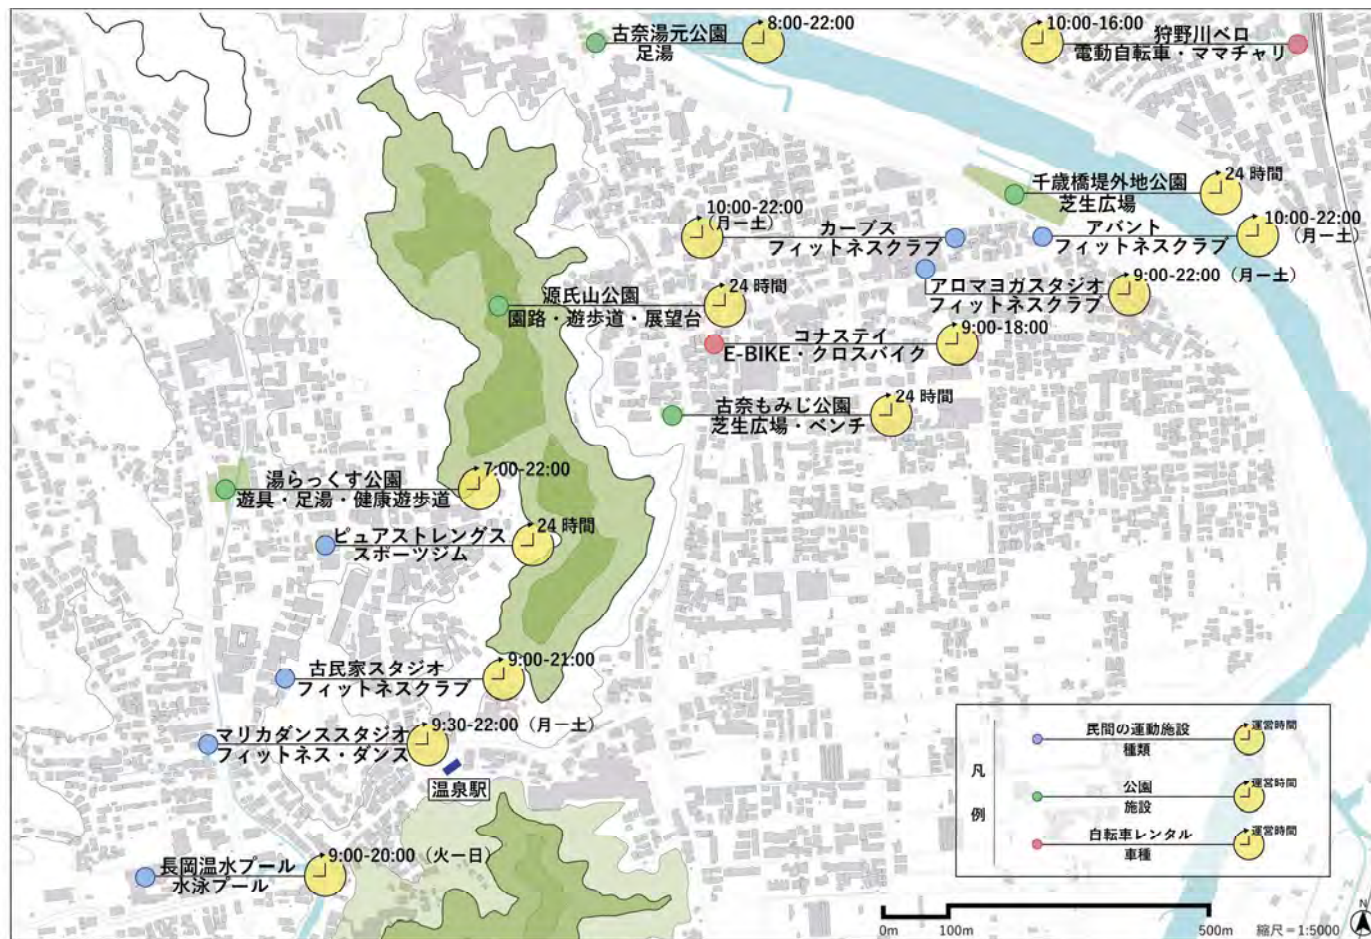 古奈湯元公園
足湯
8:00-22:00
10:00-16:00
狩野川ベロ
電動自転車・ママチャリ
千歳橋堤外地公園
芝生広場
24時間
10:00-22:00
(月ー土)
カーブス
フィットネスクラブ
アバント
フィットネスクラブ
10:00-22:00
(月ー土)
アロマヨガスタジオ
フィットネスクラブ
9:00-22:00(月ー土)
源氏山公園
園路・遊歩道・展望台
24時間
コナステイ
E-BIKE・クロスバイク
9:00-18:00
古奈もみじ公園
芝生広場・ベンチ
24時間
湯らっくす公園
遊具・足湯・健康遊歩道
7:00-22:00
ピュアストレングス
スポーツジム
24時間
古民家スタジオ
フィットネスクラブ
9:00-21:00
マリカダンススタジオ
フィットネス・ダンス
9:30-22:00(月ー土)
温泉駅
長岡温水プール
水泳プール
9:00-20:00(火ー日)
凡例
民間の運動施設
種類
運営時間
公園
施設
運営時間
自転車レンタル
車種
運営時間
0m
100m
500m
縮尺=1:5000
N